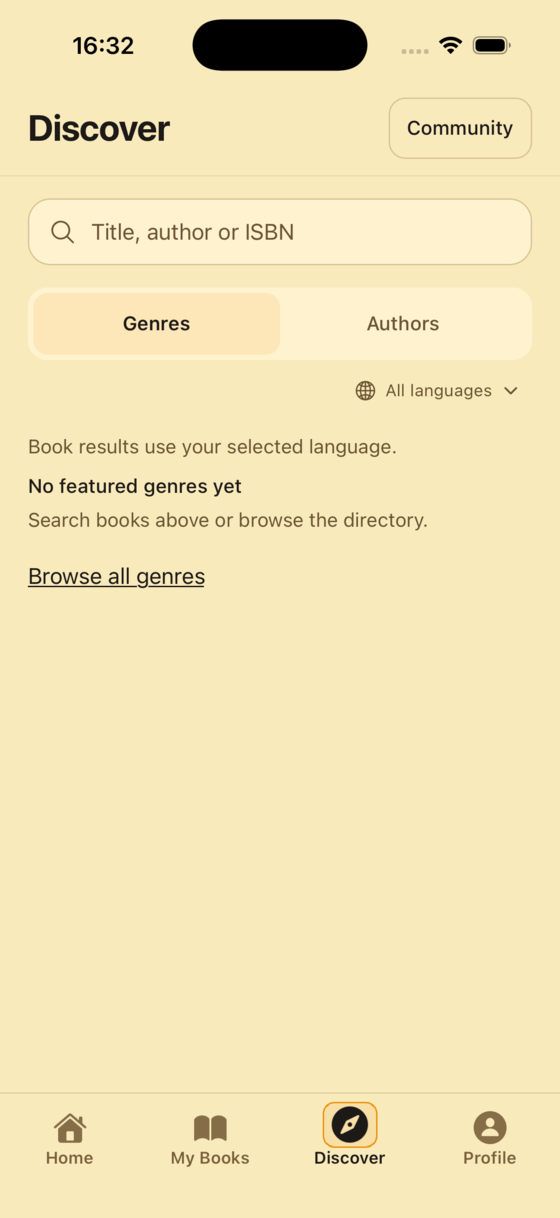 16:32
Discover
Community
Title, author or ISBN
Genres
Authors
All languages
Book results use your selected language.
No featured genres yet
Search books above or browse the directory.
Browse all genres
Home
My Books
Discover
Profile